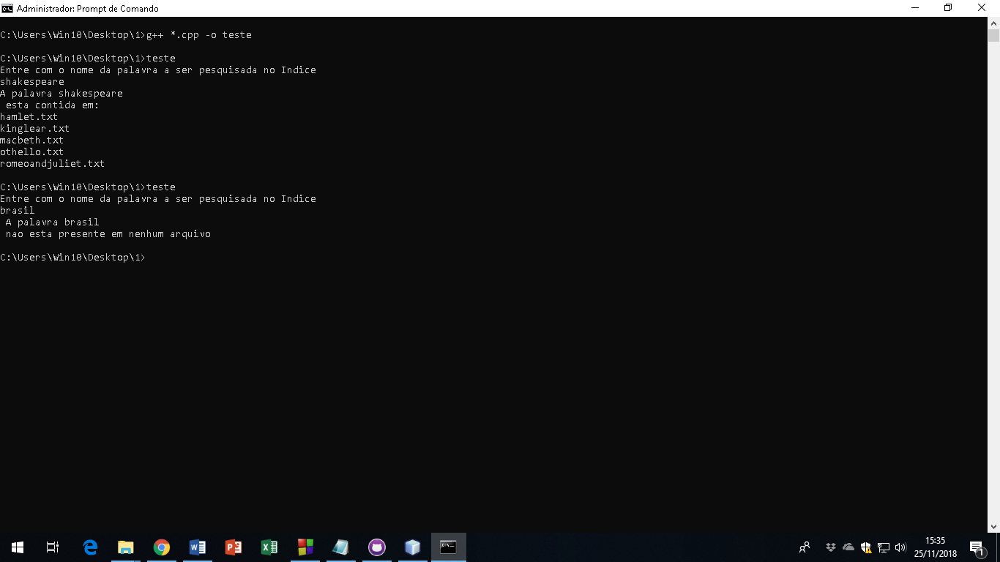 Administrador: Prompt de Comando
C:\Users\Win10\Desktop\1>g++ *.cpp -o teste
C:\Users\Win10\Desktop\1>teste
Entre com o nome da palavra a ser pesquisada no Indice
shakespeare
A palavra shakespeare
esta contida em:
hamlet.txt
kinglear.txt
macbeth.txt
othello.txt
romeoandjuliet.txt
C:\Users\Win10\Desktop\1>teste
Entre com o nome da palavra a ser pesquisada no Indice
brasil
A palavra brasil
nao esta presente em nenhum arquivo
C:\Users\Win10\Desktop\1>
15:35
25/11/2018
1